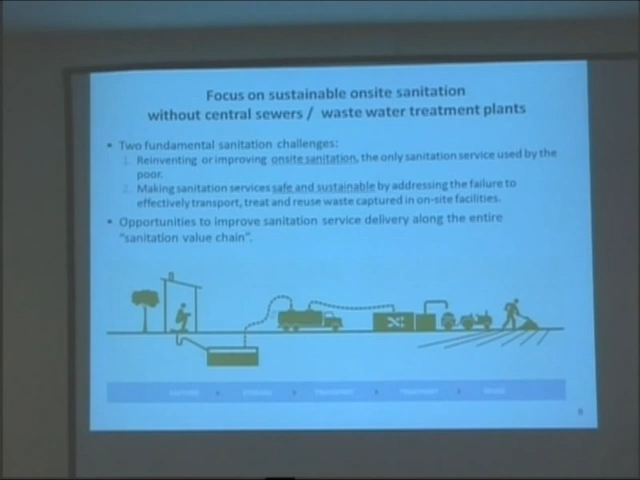 Focus on sustainable onsite sanitation
without central sewers / waste water treatment plants
• Two fundamental sanitation challenges:
1. Reinventing or improving onsite sanitation, the only sanitation service used by the
poor.
2. Making sanitation services safe and sustainable by addressing the failure to
effectively transport, treat and reuse waste captured in on-site facilities.
• Opportunities to improve sanitation service delivery along the entire
"sanitation value chain".